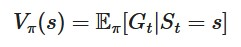 V_π(s) = 𝔼_π[G_t|S_t = s]